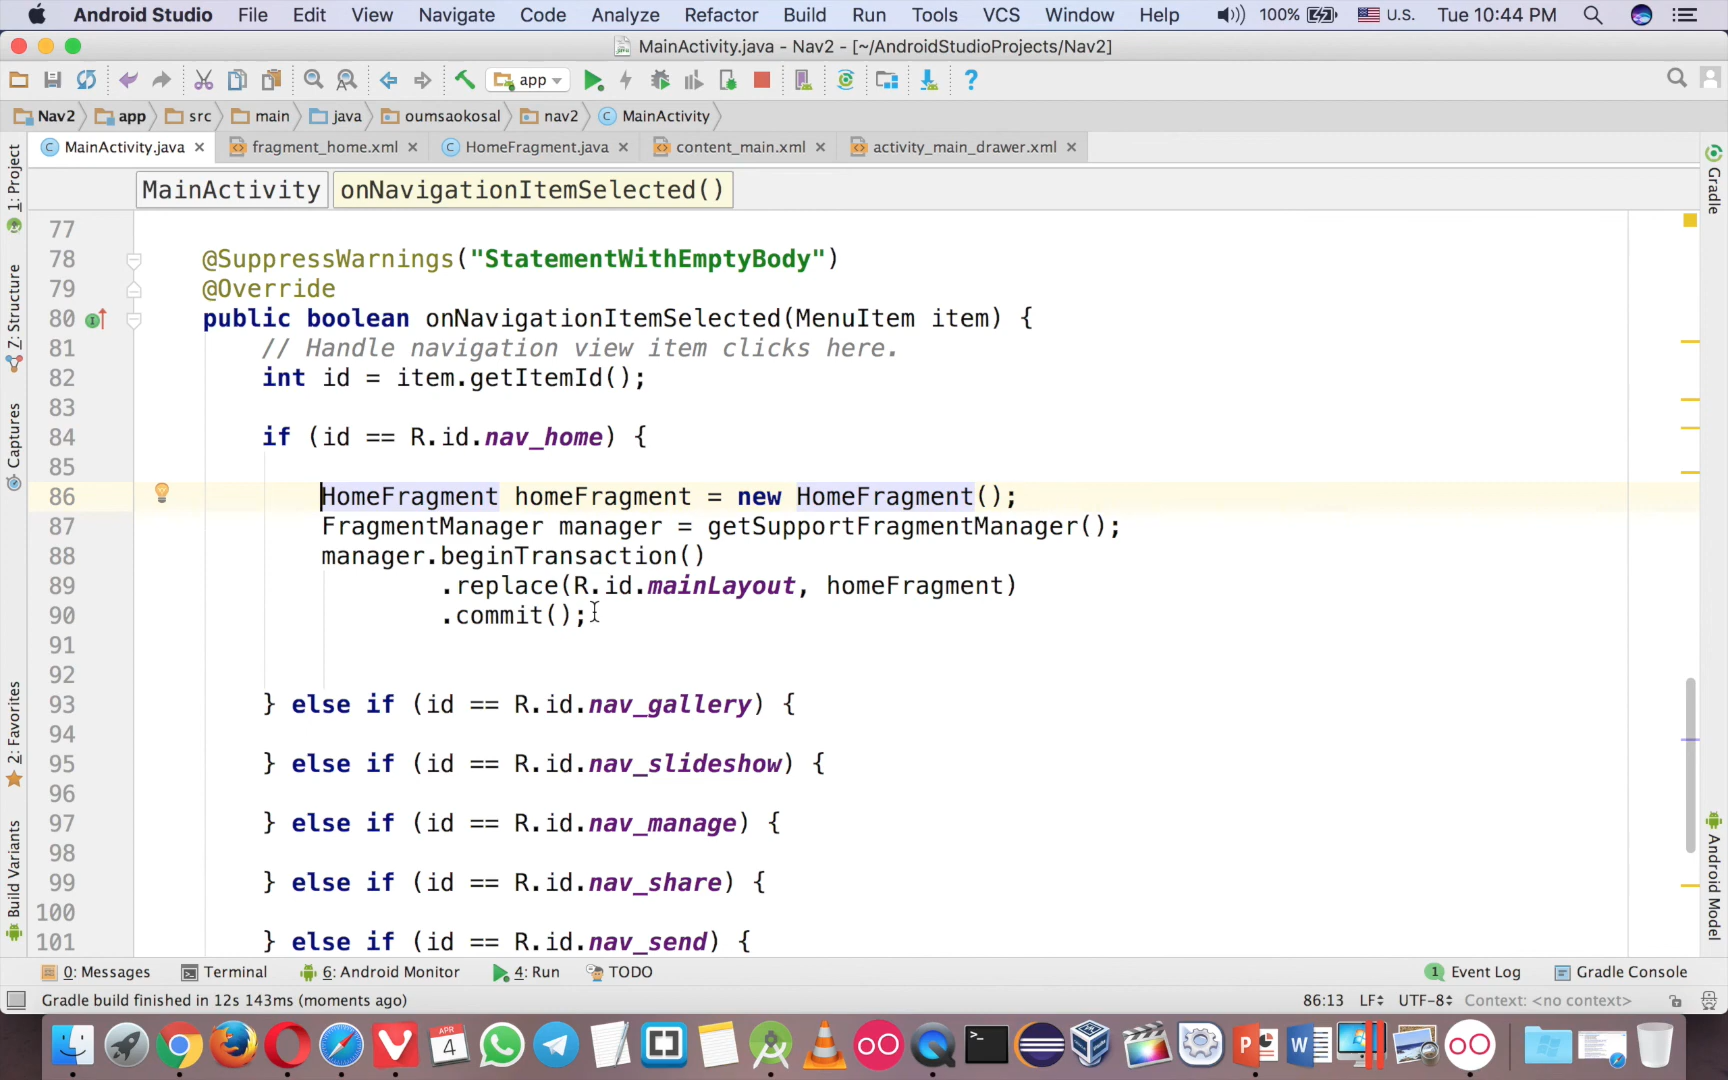 Android Studio File Edit View Navigate Code Analyze Refactor Build Run Tools VCS Window Help 100% U.S. Tue 10:44 PM
MainActivity.java - Nav2 - [~/AndroidStudioProjects/Nav2]
app
Nav2 app src main java oumsaokosal nav2 MainActivity
MainActivity.java fragment_home.xml HomeFragment.java content_main.xml activity_main_drawer.xml
MainActivity onNavigationItemSelected()
1: Project
7: Structure
Captures
2: Favorites
Build Variants
77
78 @SuppressWarnings("StatementWithEmptyBody")
79 @Override
80 public boolean onNavigationItemSelected(MenuItem item) {
81 // Handle navigation view item clicks here.
82 int id = item.getItemId();
83
84 if (id == R.id.nav_home) {
85
86 HomeFragment homeFragment = new HomeFragment();
87 FragmentManager manager = getSupportFragmentManager();
88 manager.beginTransaction()
89 .replace(R.id.mainLayout, homeFragment)
90 .commit();
91
92
93 } else if (id == R.id.nav_gallery) {
94
95 } else if (id == R.id.nav_slideshow) {
96
97 } else if (id == R.id.nav_manage) {
98
99 } else if (id == R.id.nav_share) {
100
101 } else if (id == R.id.nav_send) {
Gradle
Android Model
0: Messages Terminal 6: Android Monitor 4: Run TODO 1 Event Log Gradle Console
Gradle build finished in 12s 143ms (moments ago) 86:13 LF UTF-8 Context: <no context>
APR
4